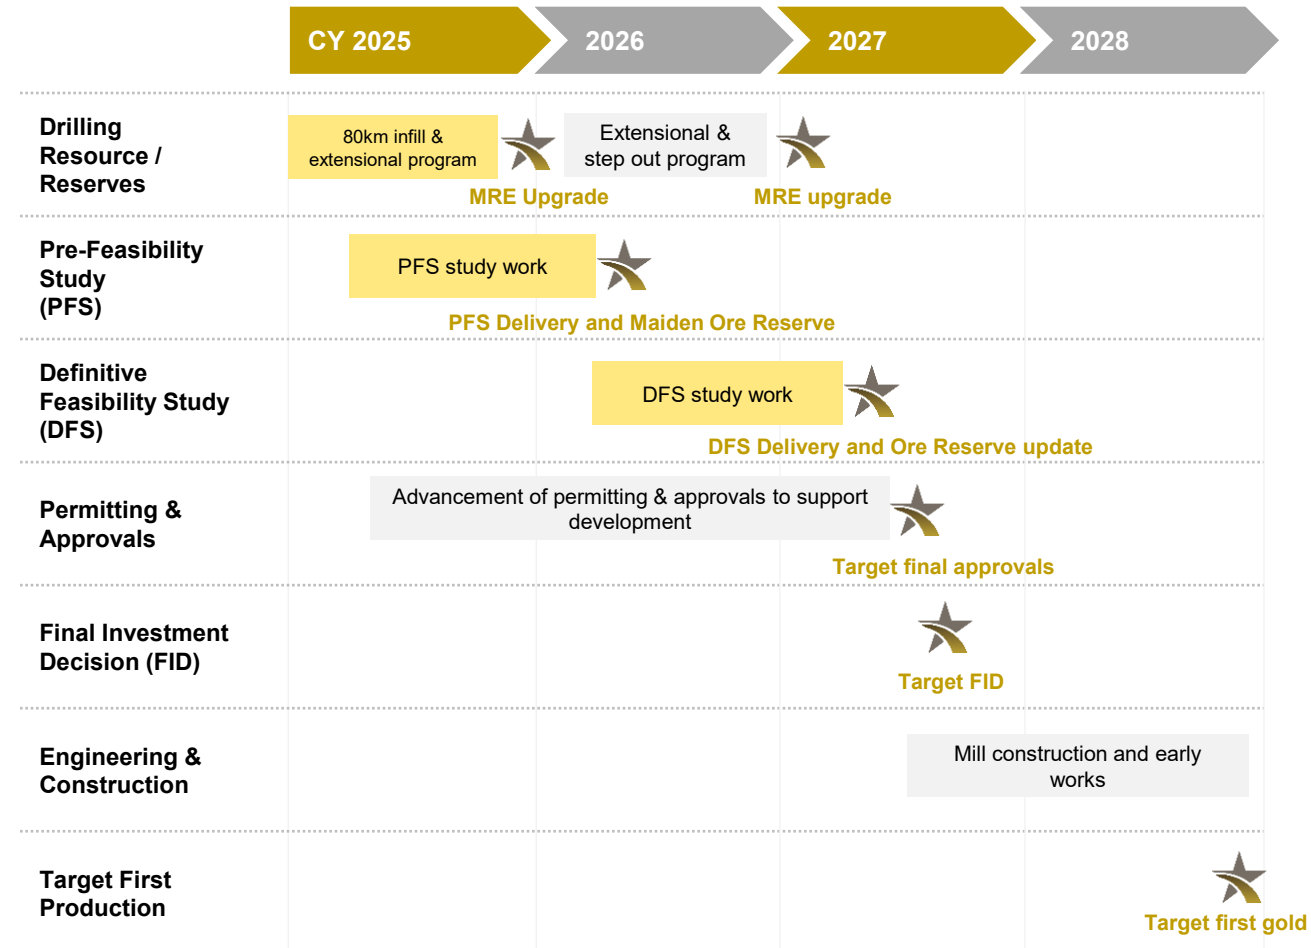 CY 2025
2026
2027
2028
Drilling
Resource /
Reserves
80km infill &
extensional program
MRE Upgrade
Extensional &
step out program
MRE upgrade
Pre-Feasibility
Study
(PFS)
PFS study work
PFS Delivery and Maiden Ore Reserve
Definitive
Feasibility Study
(DFS)
DFS study work
DFS Delivery and Ore Reserve update
Permitting &
Approvals
Advancement of permitting & approvals to support
development
Target final approvals
Final Investment
Decision (FID)
Target FID
Engineering &
Construction
Mill construction and early
works
Target First
Production
Target first gold